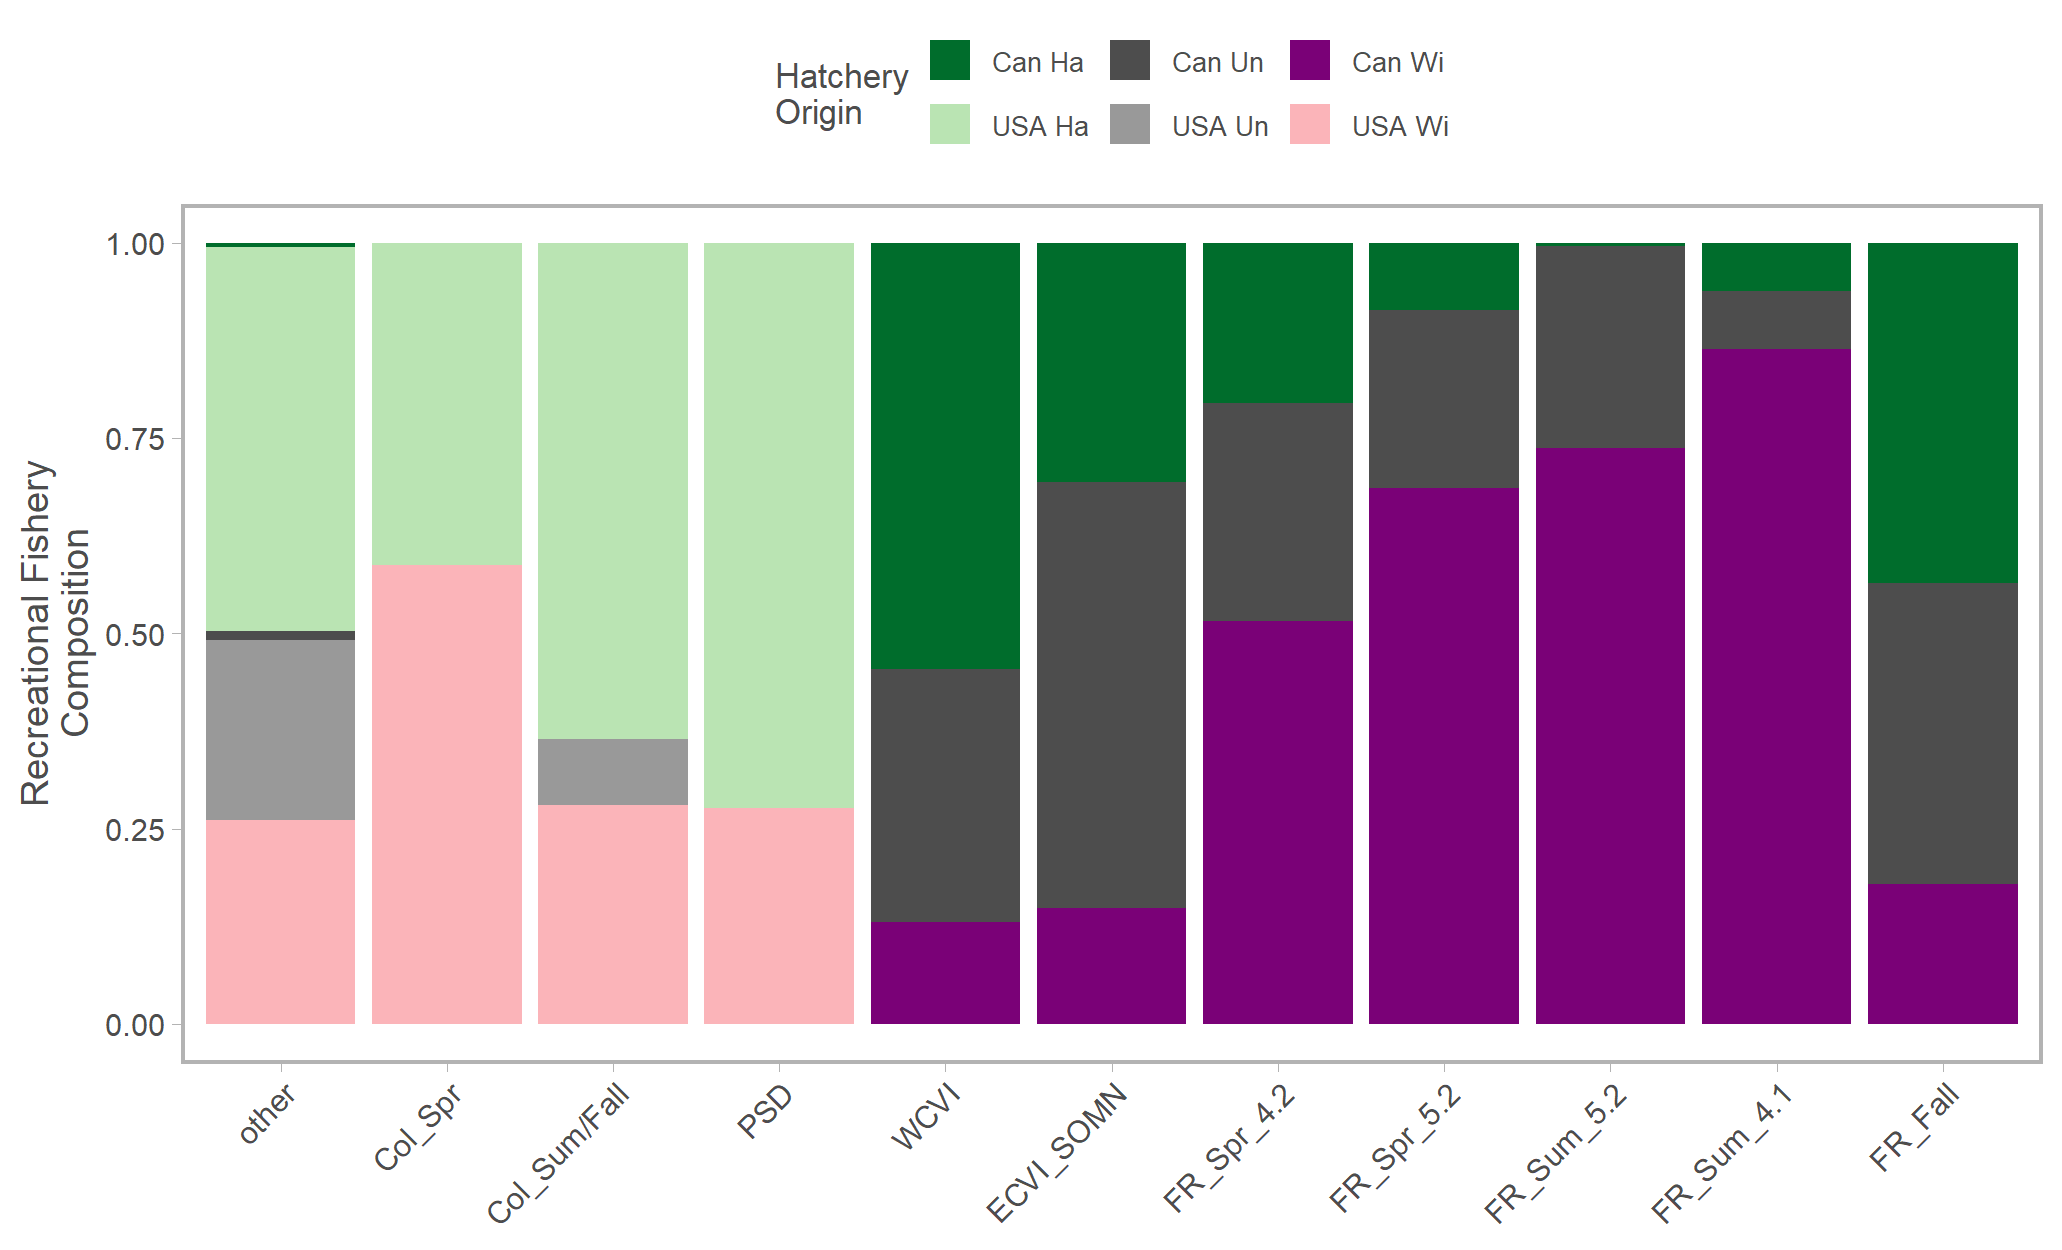 Hatchery
Origin
Can Ha
Can Un
Can Wi
USA Ha
USA Un
USA Wi
Recreational Fishery
Composition
1.00
0.75
0.50
0.25
0.00
other
Col_Spr
Col_Sum/Fall
PSD
WCVI
ECVI_SOMN
FR_Spr_4.2
FR_Spr_5.2
FR_Sum_5.2
FR_Sum_4.1
FR_Fall